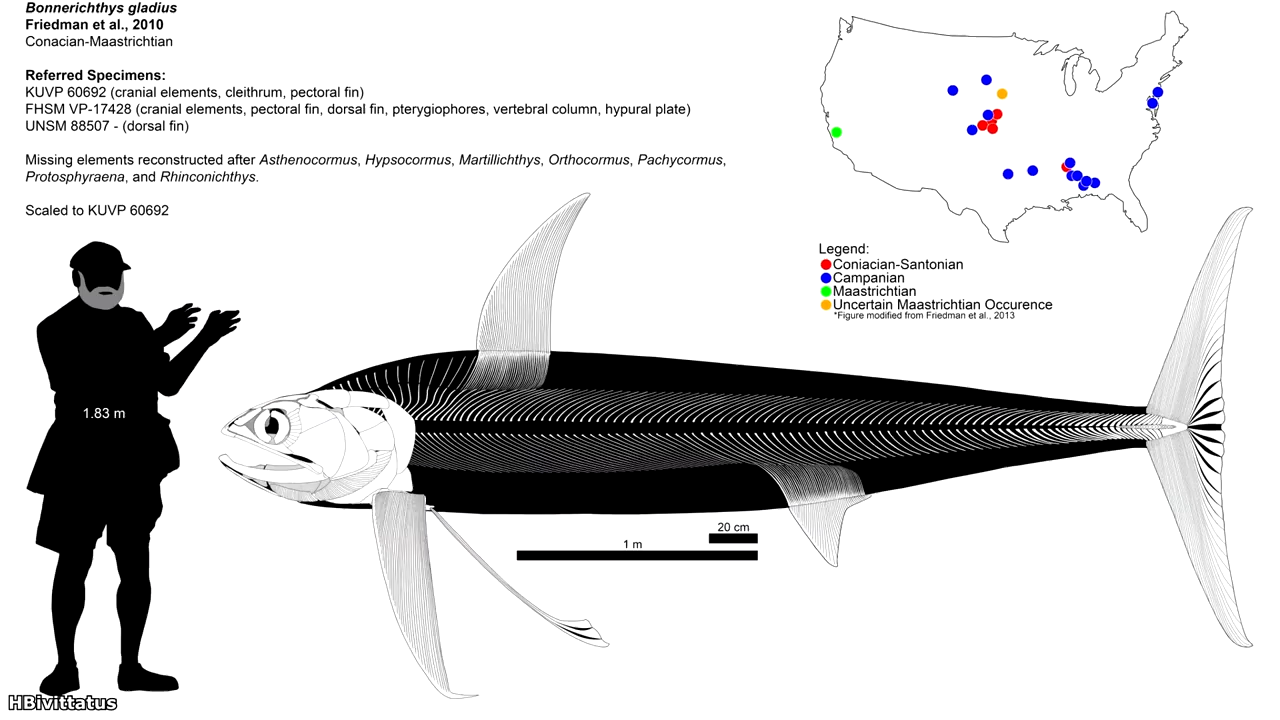 Bonnerichthys gladius
Friedman et al., 2010
Conacian-Maastrichtian
Referred Specimens:
KUVP 60692 (cranial elements, cleithrum, pectoral fin)
FHSM VP-17428 (cranial elements, pectoral fin, dorsal fin, pterygiophores, vertebral column, hypural plate)
UNSM 88507 - (dorsal fin)
Missing elements reconstructed after Asthenocormus, Hypsocormus, Martillichthys, Orthocormus, Pachycormus,
Protosphyraena, and Rhinconichthys.
Scaled to KUVP 60692
Legend:
Coniacian-Santonian
Campanian
Maastrichtian
Uncertain Maastrichtian Occurence
*Figure modified from Friedman et al., 2013
1.83 m
20 cm
1 m
HBivittatus